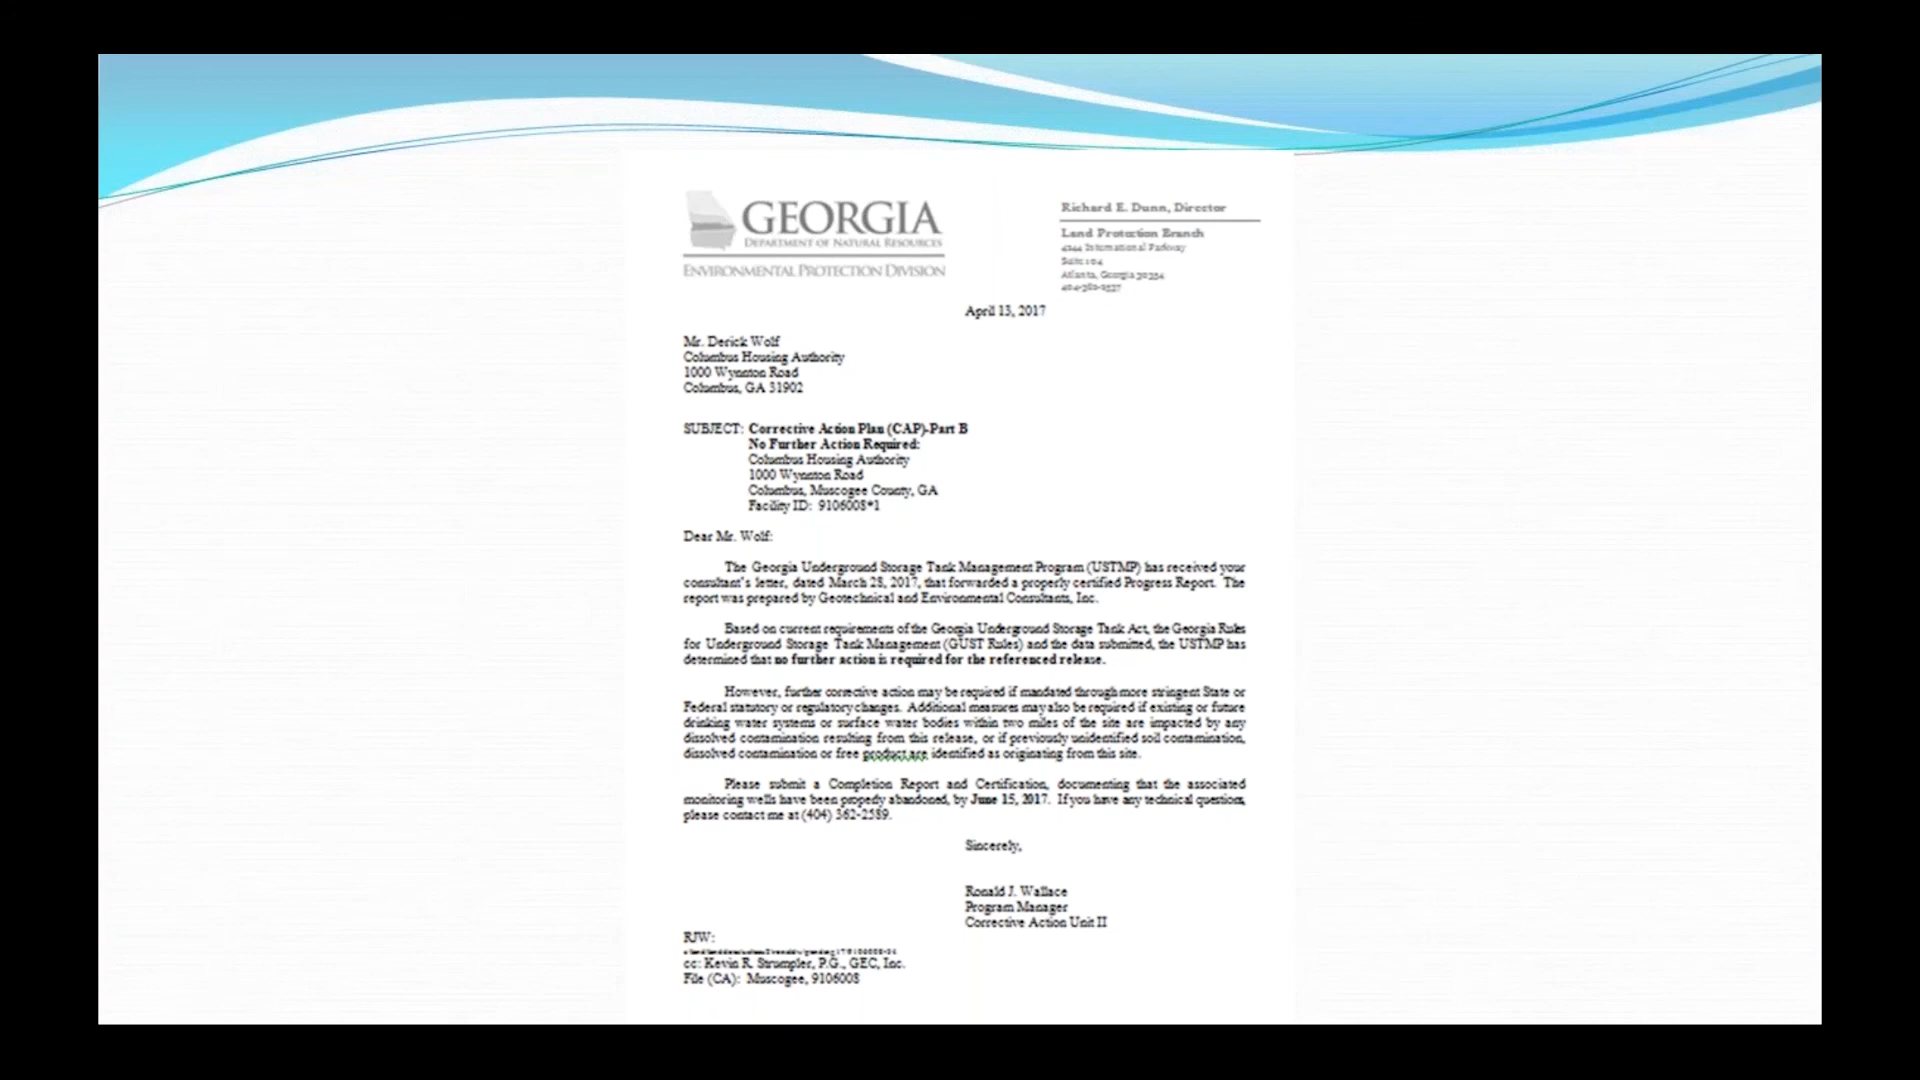 GEORGIA
DEPARTMENT OF NATURAL RESOURCES
ENVIRONMENTAL PROTECTION DIVISION
Richard E. Dunn, Director
Land Protection Branch
4244 International Parkway
Suite 104
Atlanta, Georgia 30354
April 13, 2017
Mr. Derick Wolf
Columbus Housing Authority
1000 Wynnton Road
Columbus, GA 31902
SUBJECT: Corrective Action Plan (CAP)-Part B
No Further Action Required:
Columbus Housing Authority
1000 Wynnton Road
Columbus, Muscogee County, GA
Facility ID: 9106008*1
Dear Mr. Wolf:
The Georgia Underground Storage Tank Management Program (USTMP) has received your
consultant's letter, dated March 28, 2017, that forwarded a properly certified Progress Report. The
report was prepared by Geotechnical and Environmental Consultants, Inc.
Based on current requirements of the Georgia Underground Storage Tank Act, the Georgia Rules
for Underground Storage Tank Management (GUST Rules) and the data submitted, the USTMP has
determined that no further action is required for the referenced release.
However, further corrective action may be required if mandated through more stringent State or
Federal statutory or regulatory changes. Additional measures may also be required if existing or future
drinking water systems or surface water bodies within two miles of the site are impacted by any
dissolved contamination resulting from this release, or if previously unidentified soil contamination,
dissolved contamination or free product are identified as originating from this site.
Please submit a Completion Report and Certification, documenting that the associated
monitoring wells have been properly abandoned, by June 15, 2017. If you have any technical question,
please contact me at (404) 362-2589.
Sincerely,
Ronald J. Wallace
Program Manager
Corrective Action Unit II
RJW:
cc: Kevin R. Strumpler, P.G., GEC, Inc.
File (CA): Muscogee, 9106008